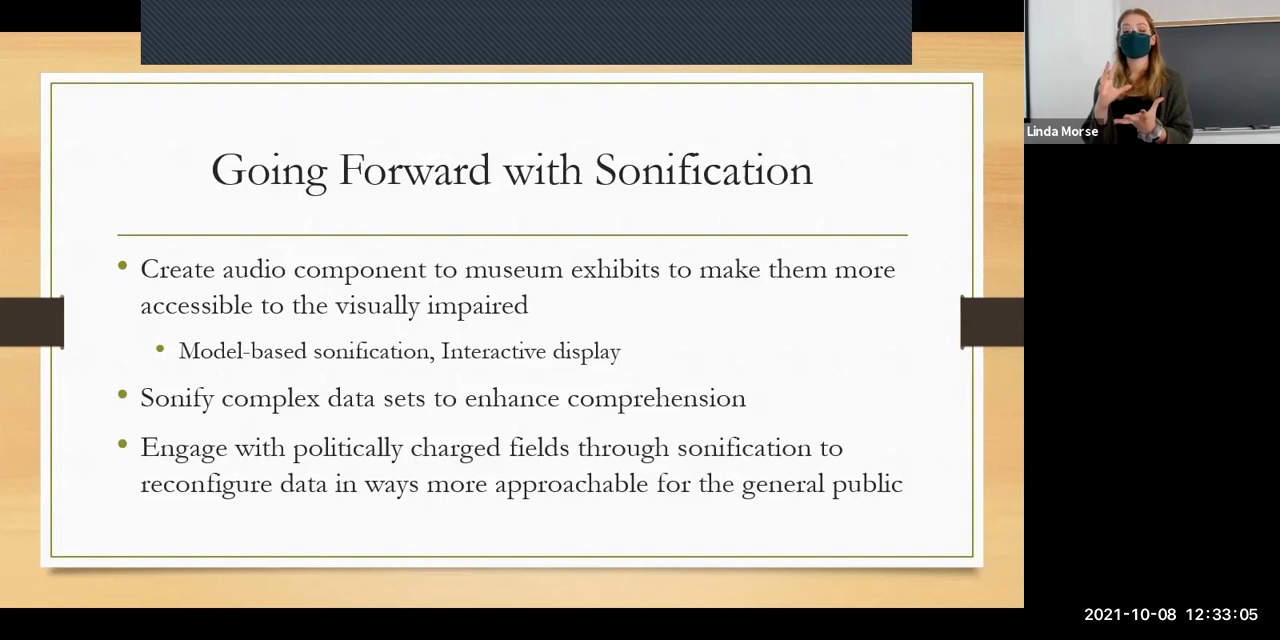 Going Forward with Sonification
Linda Morse
• Create audio component to museum exhibits to make them more
accessible to the visually impaired
• Model-based sonification, Interactive display
• Sonify complex data sets to enhance comprehension
• Engage with politically charged fields through sonification to
reconfigure data in ways more approachable for the general public
2021-10-08 12:33:05